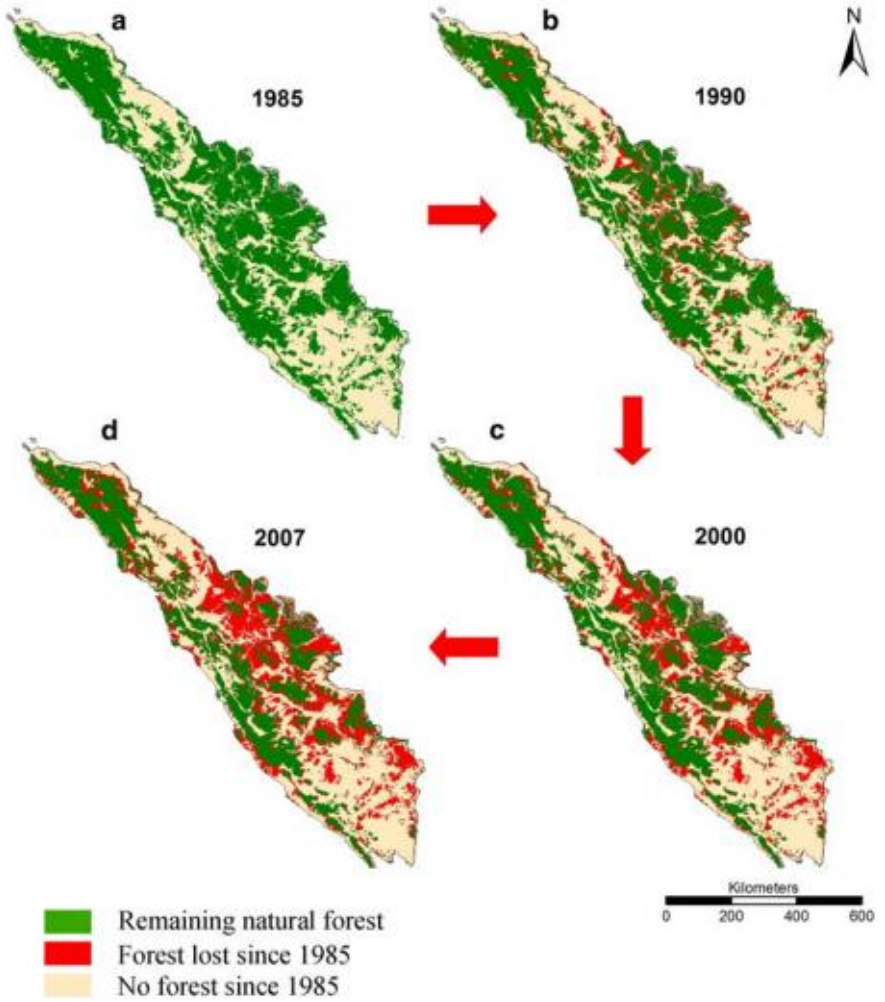 a
1985
b
1990
N
d
2007
c
2000
Kilometers
0 200 400 600
Remaining natural forest
Forest lost since 1985
No forest since 1985